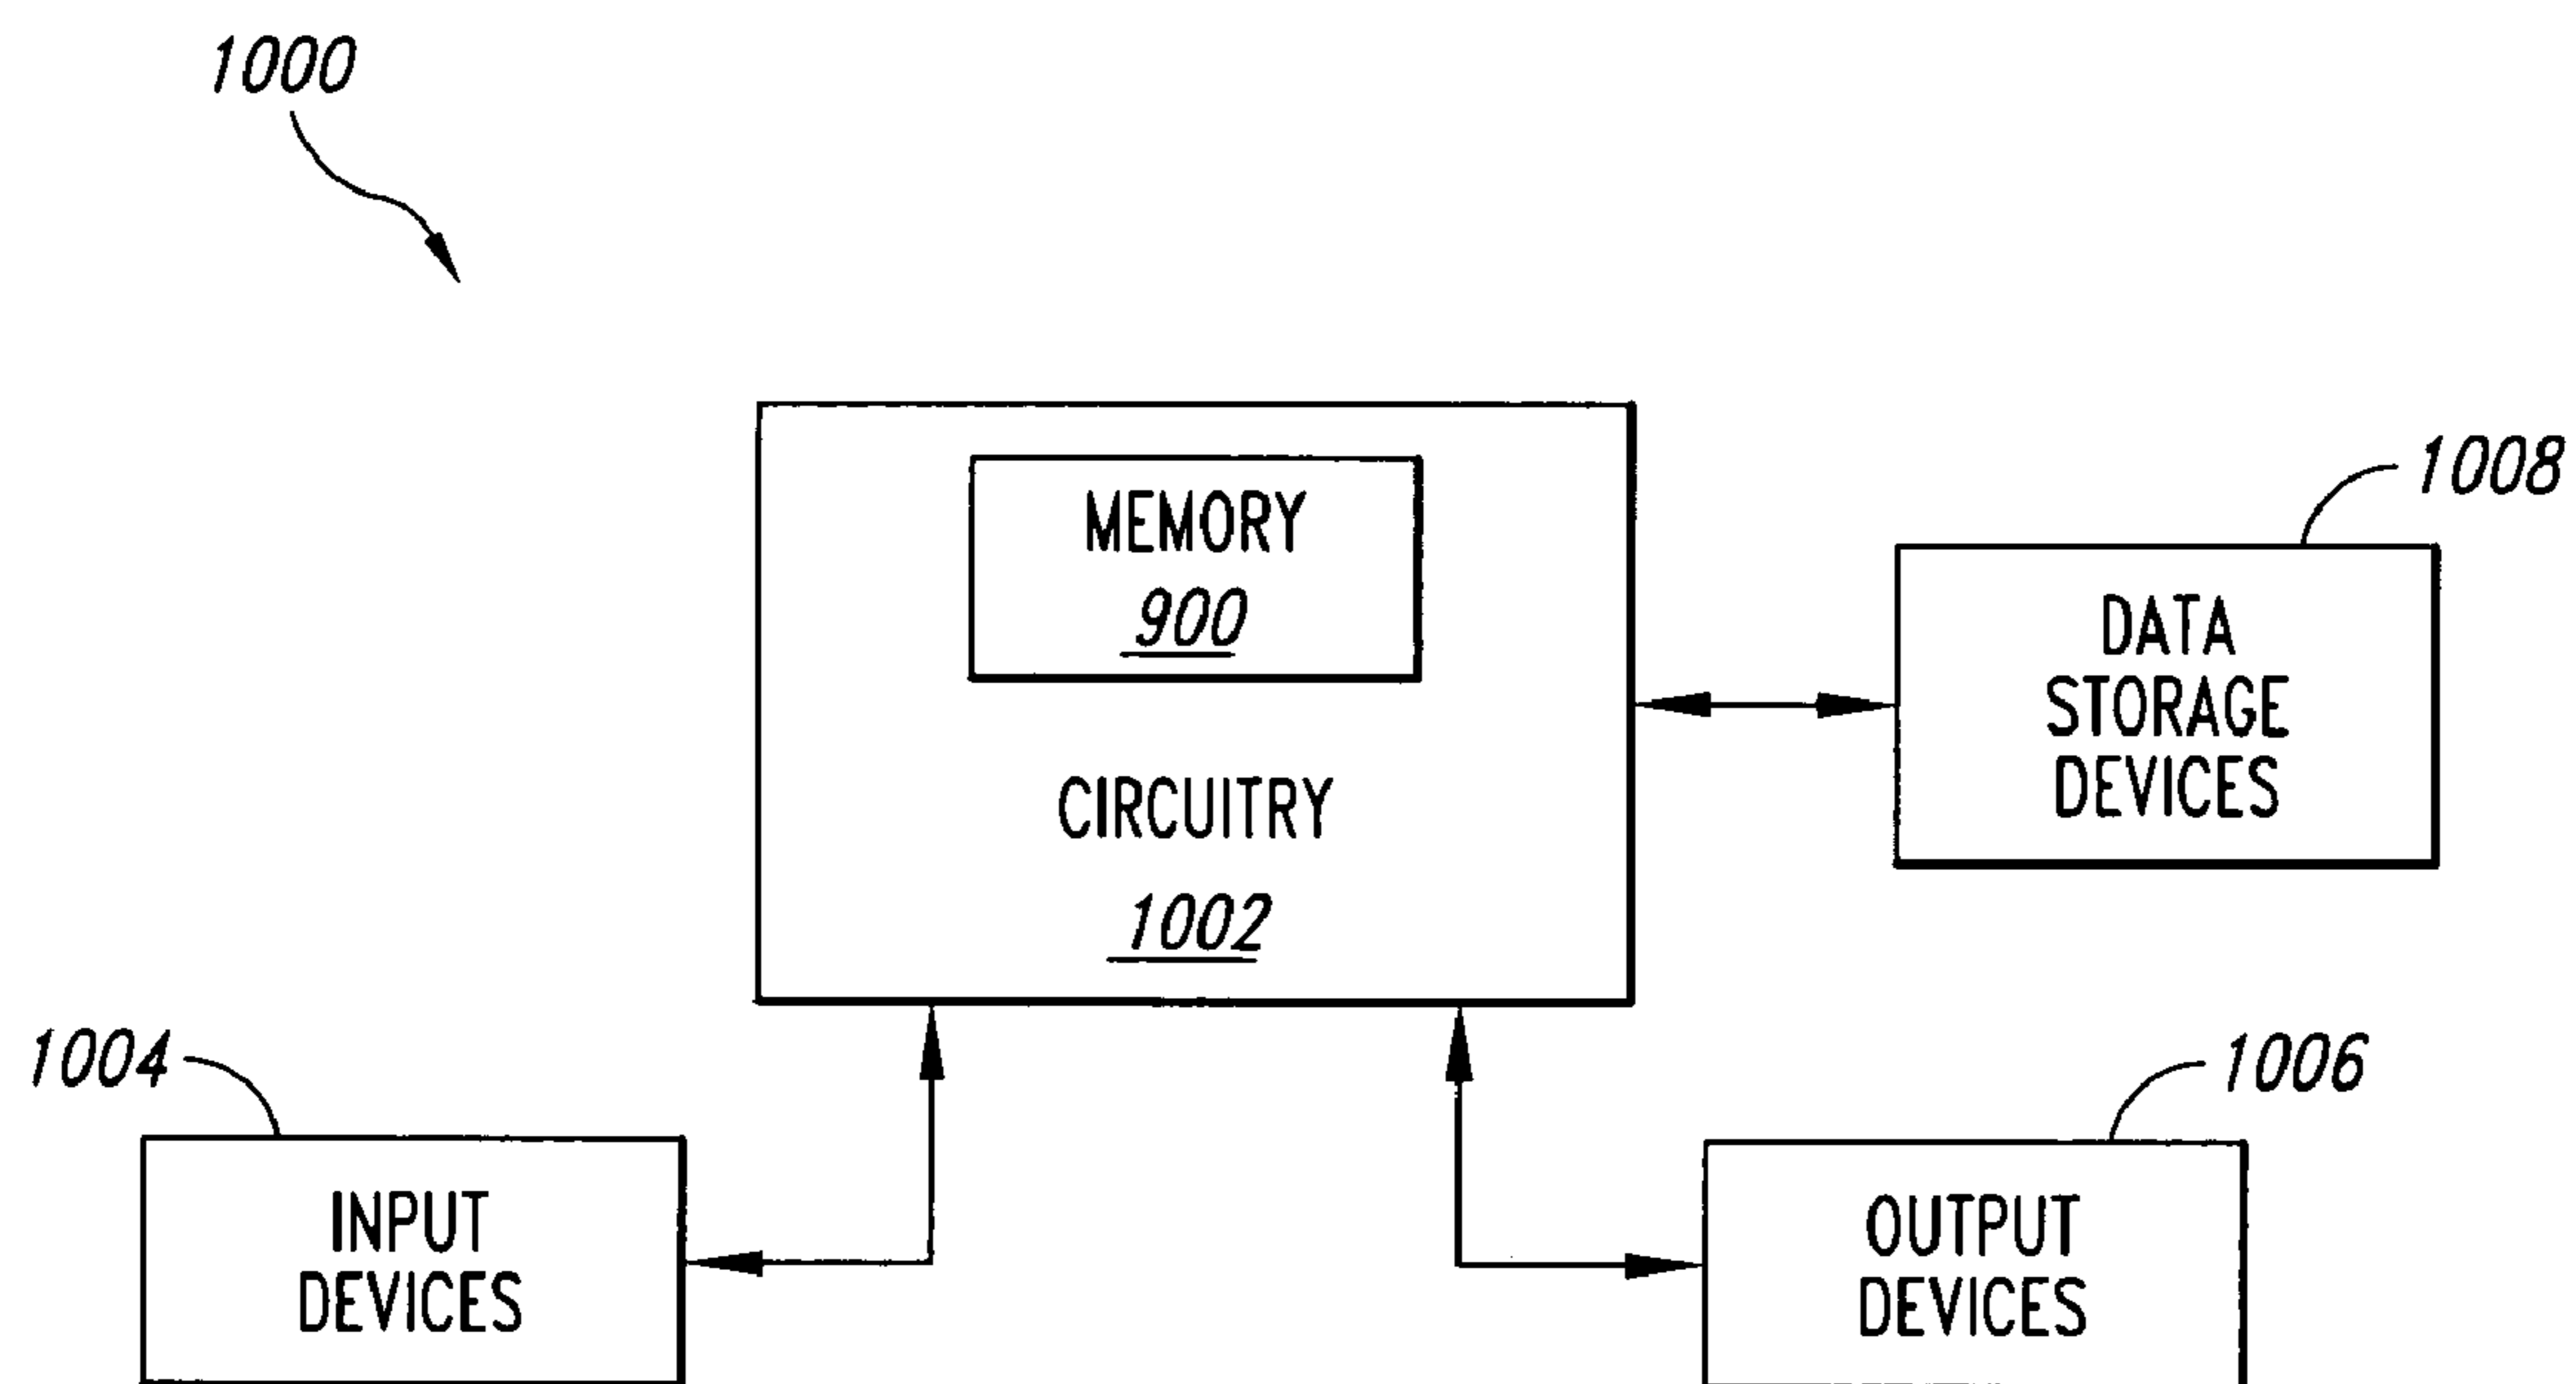 1000
MEMORY
900
CIRCUITRY
1002
1008
DATA
STORAGE
DEVICES
1004
INPUT
DEVICES
1006
OUTPUT
DEVICES